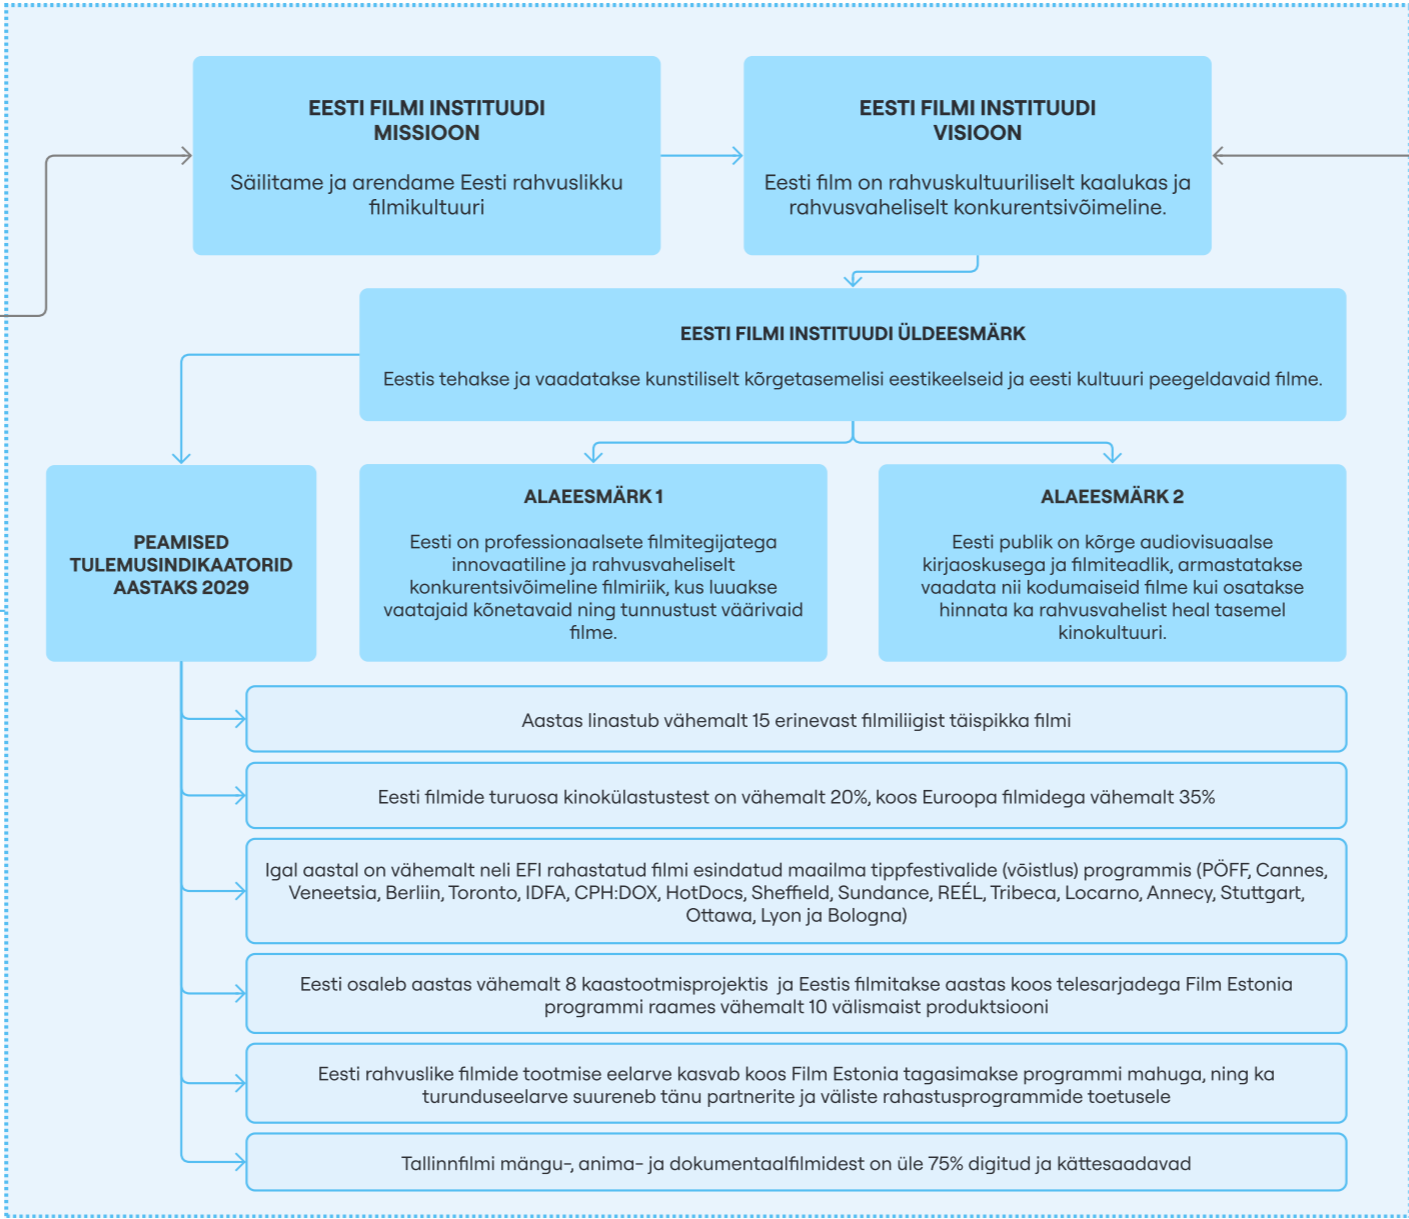 EESTI FILMI INSTITUUDI
MISSIOON
Säilitame ja arendame Eesti rahvuslikku
filmikultuuri
EESTI FILMI INSTITUUDI
VISIOON
Eesti film on rahvuskultuuriliselt kaalukas ja
rahvusvaheliselt konkurentsivõimeline.
EESTI FILMI INSTITUUDI ÜLDEESMÄRK
Eestis tehakse ja vaadatakse kunstiliselt kõrgetasemelisi eestikeelseid ja eesti kultuuri peegeldavaid filme.
PEAMISED
TULEMUSINDIKAATORID
AASTAKS 2029
ALAEESMÄRK 1
Eesti on professionaalsete filmitegijatega
innovaatiline ja rahvusvaheliselt
konkurentsivõimeline filmiriik, kus luuakse
vaatajaid kõnetavaid ning tunnustust väärivaid
filme.
ALAEESMÄRK 2
Eesti publik on kõrge audiovisuaalse
kirjaoskusega ja filmiteadlik, armastatakse
vaadata nii kodumaiseid filme kui osatakse
hinnata ka rahvusvahelist heal tasemel
kinokultuuri.
Aastas linastub vähemalt 15 erinevast filmiliigist täispikka filmi
Eesti filmide turuosa kinokülastustest on vähemalt 20%, koos Euroopa filmidega vähemalt 35%
Igal aastal on vähemalt neli EFI rahastatud filmi esindatud maailma tippfestivalide (võistlus) programmis (PÖFF, Cannes,
Veneetsia, Berliin, Toronto, IDFA, CPH:DOX, HotDocs, Sheffield, Sundance, REÉL, Tribeca, Locarno, Annecy, Stuttgart,
Ottawa, Lyon ja Bologna)
Eesti osaleb aastas vähemalt 8 kaastootmisprojektis ja Eestis filmitakse aastas koos telesarjadega Film Estonia
programmi raames vähemalt 10 välismaist produktsiooni
Eesti rahvuslike filmide tootmise eelarve kasvab koos Film Estonia tagasimakse programmi mahuga, ning ka
turunduseelarve suureneb tänu partnerite ja väliste rahastusprogrammide toetusele
Tallinnfilmi mängu-, anima- ja dokumentaalfilmidest on üle 75% digitud ja kättesaadavad